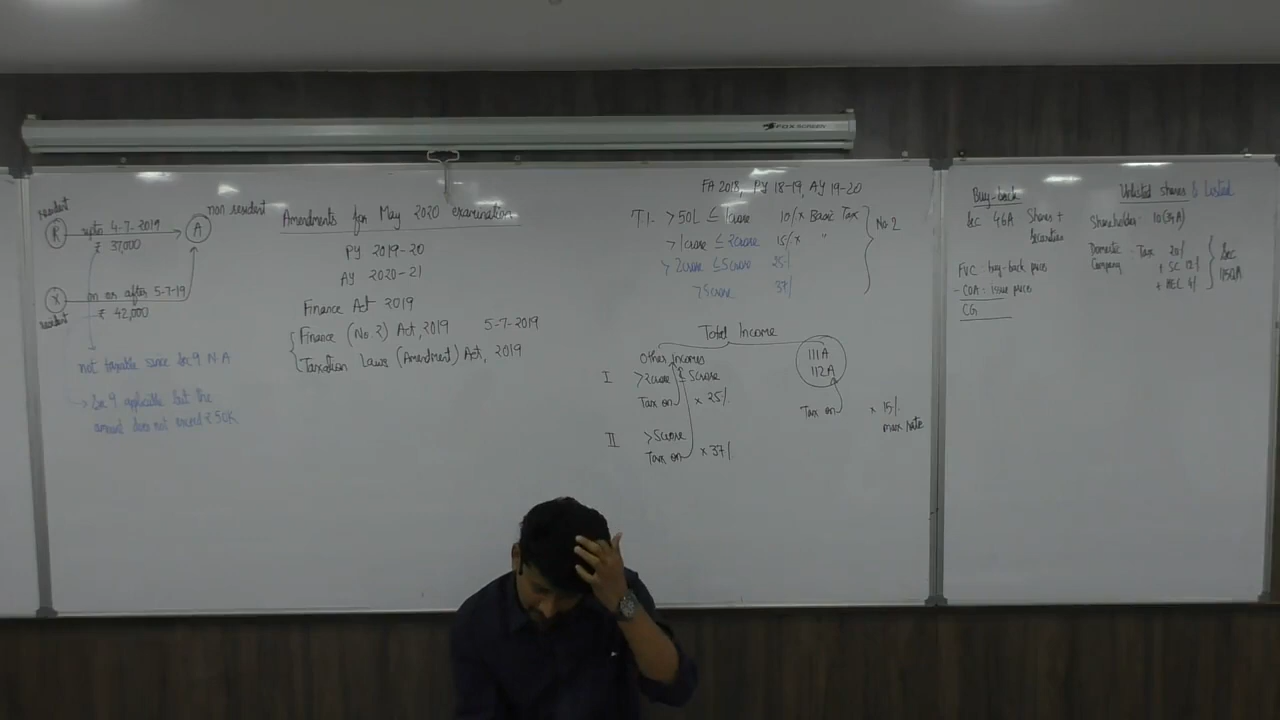 resident
R
upto 4-7-2019
₹ 37,000
A
non resident
X
resident
on or after 5-7-19
₹ 42,000
not taxable since Sec 9 N.A
→ Sec 9 applicable but the
amount does not exceed ₹ 50K
Amendments for May 2020 examination
PY 2019-20
AY 2020-21
Finance Act 2019
Finance (No. 2) Act, 2019 5-7-2019
Taxation Laws (Amendment) Act, 2019
FOX SCREEN
FA 2018, PY 18-19, AY 19-20
T.I. >50L ≤ 1crore 10% x Basic Tax
>1crore ≤ 2crore 15% x "
> 2crore ≤ 5crore 25%
>5crore 37%
No. 2
Total Income
Other Incomes
111A
112A
I >2crore ≤ 5crore
Tax on x 25%
Tax on x 15%
max rate
II >5crore
Tax on x 37%
Buy-back
Sec 46A Shares +
Securities
FVC: buy-back price
- COA: issue price
CG
Unlisted shares & Listed
Shareholder: 10(34A)
Domestic Company - Tax 20%
+ SC 12%
+ HEC 4%
Sec
115QA